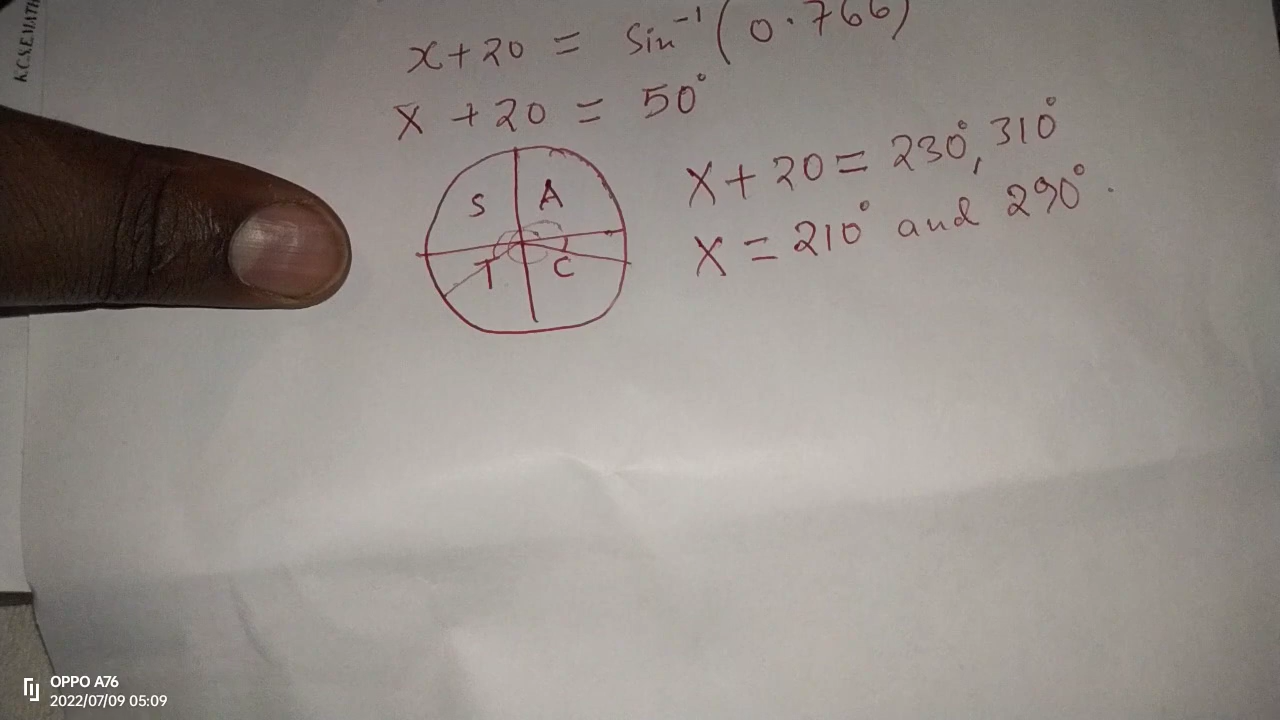 K.C.S.E MATH
x+20 = Sin⁻¹(0.766)
x +20 = 50°
S A
T C
x+20 = 230°, 310°
x = 210° and 290°.
OPPO A76
2022/07/09 05:09